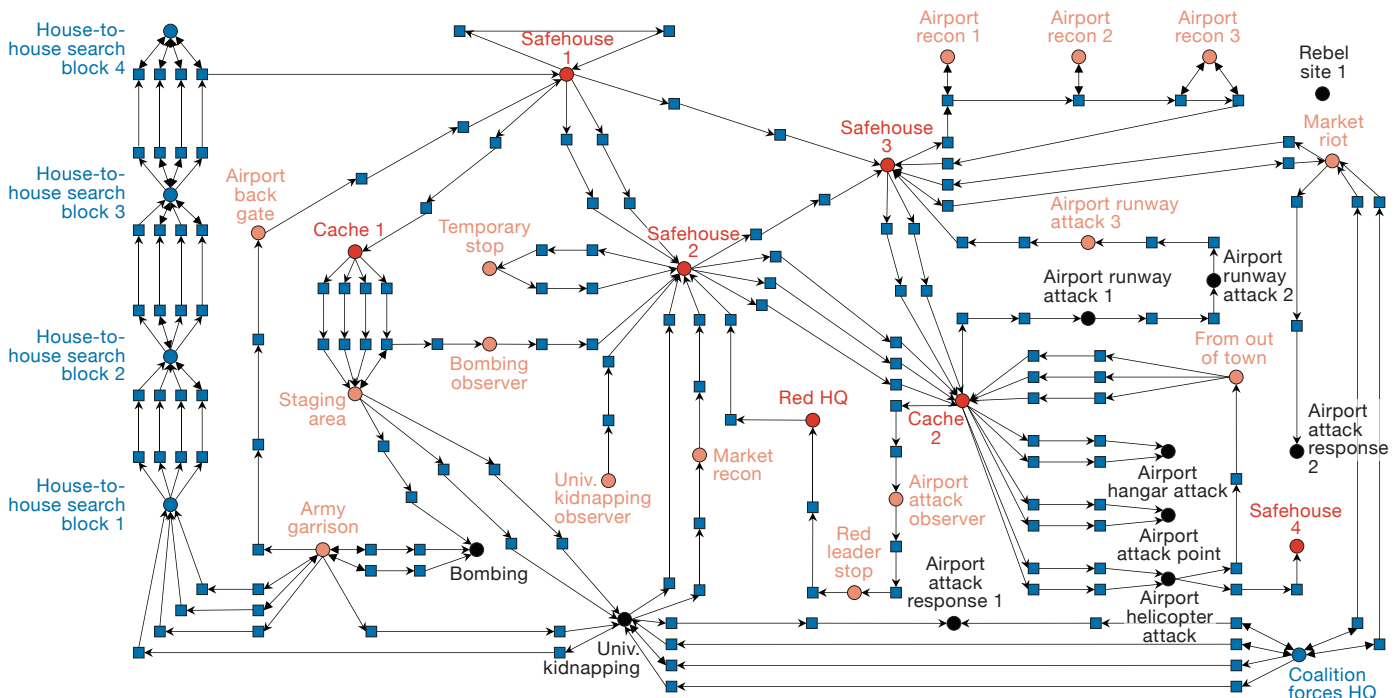 House-to-
house search
block 4
Safehouse
1
Airport
recon 1
Airport
recon 2
Airport
recon 3
Rebel
site 1
Safehouse
3
Market
riot
House-to-
house search
block 3
Airport
back
gate
Cache 1
Temporary
stop
Safehouse
2
Airport runway
attack 3
Airport runway
attack 1
Airport
runway
attack 2
House-to-
house search
block 2
Bombing
observer
From out
of town
Staging
area
Red HQ
Cache
2
Airport
attack
response
2
Market
recon
Airport
hangar attack
House-to-
house search
block 1
Univ.
kidnapping
observer
Airport
attack
observer
Army
garrison
Safehouse
4
Airport
attack point
Red
leader
stop
Bombing
Airport
attack
response 1
Airport
helicopter
attack
Univ.
kidnapping
Coalition
forces HQ